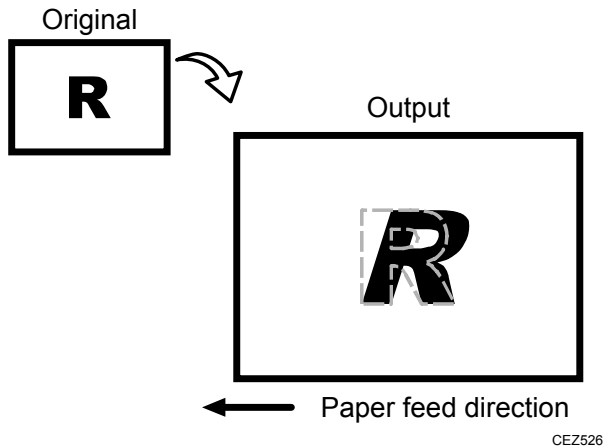 Original
R
Output
R
Paper feed direction
CEZ526